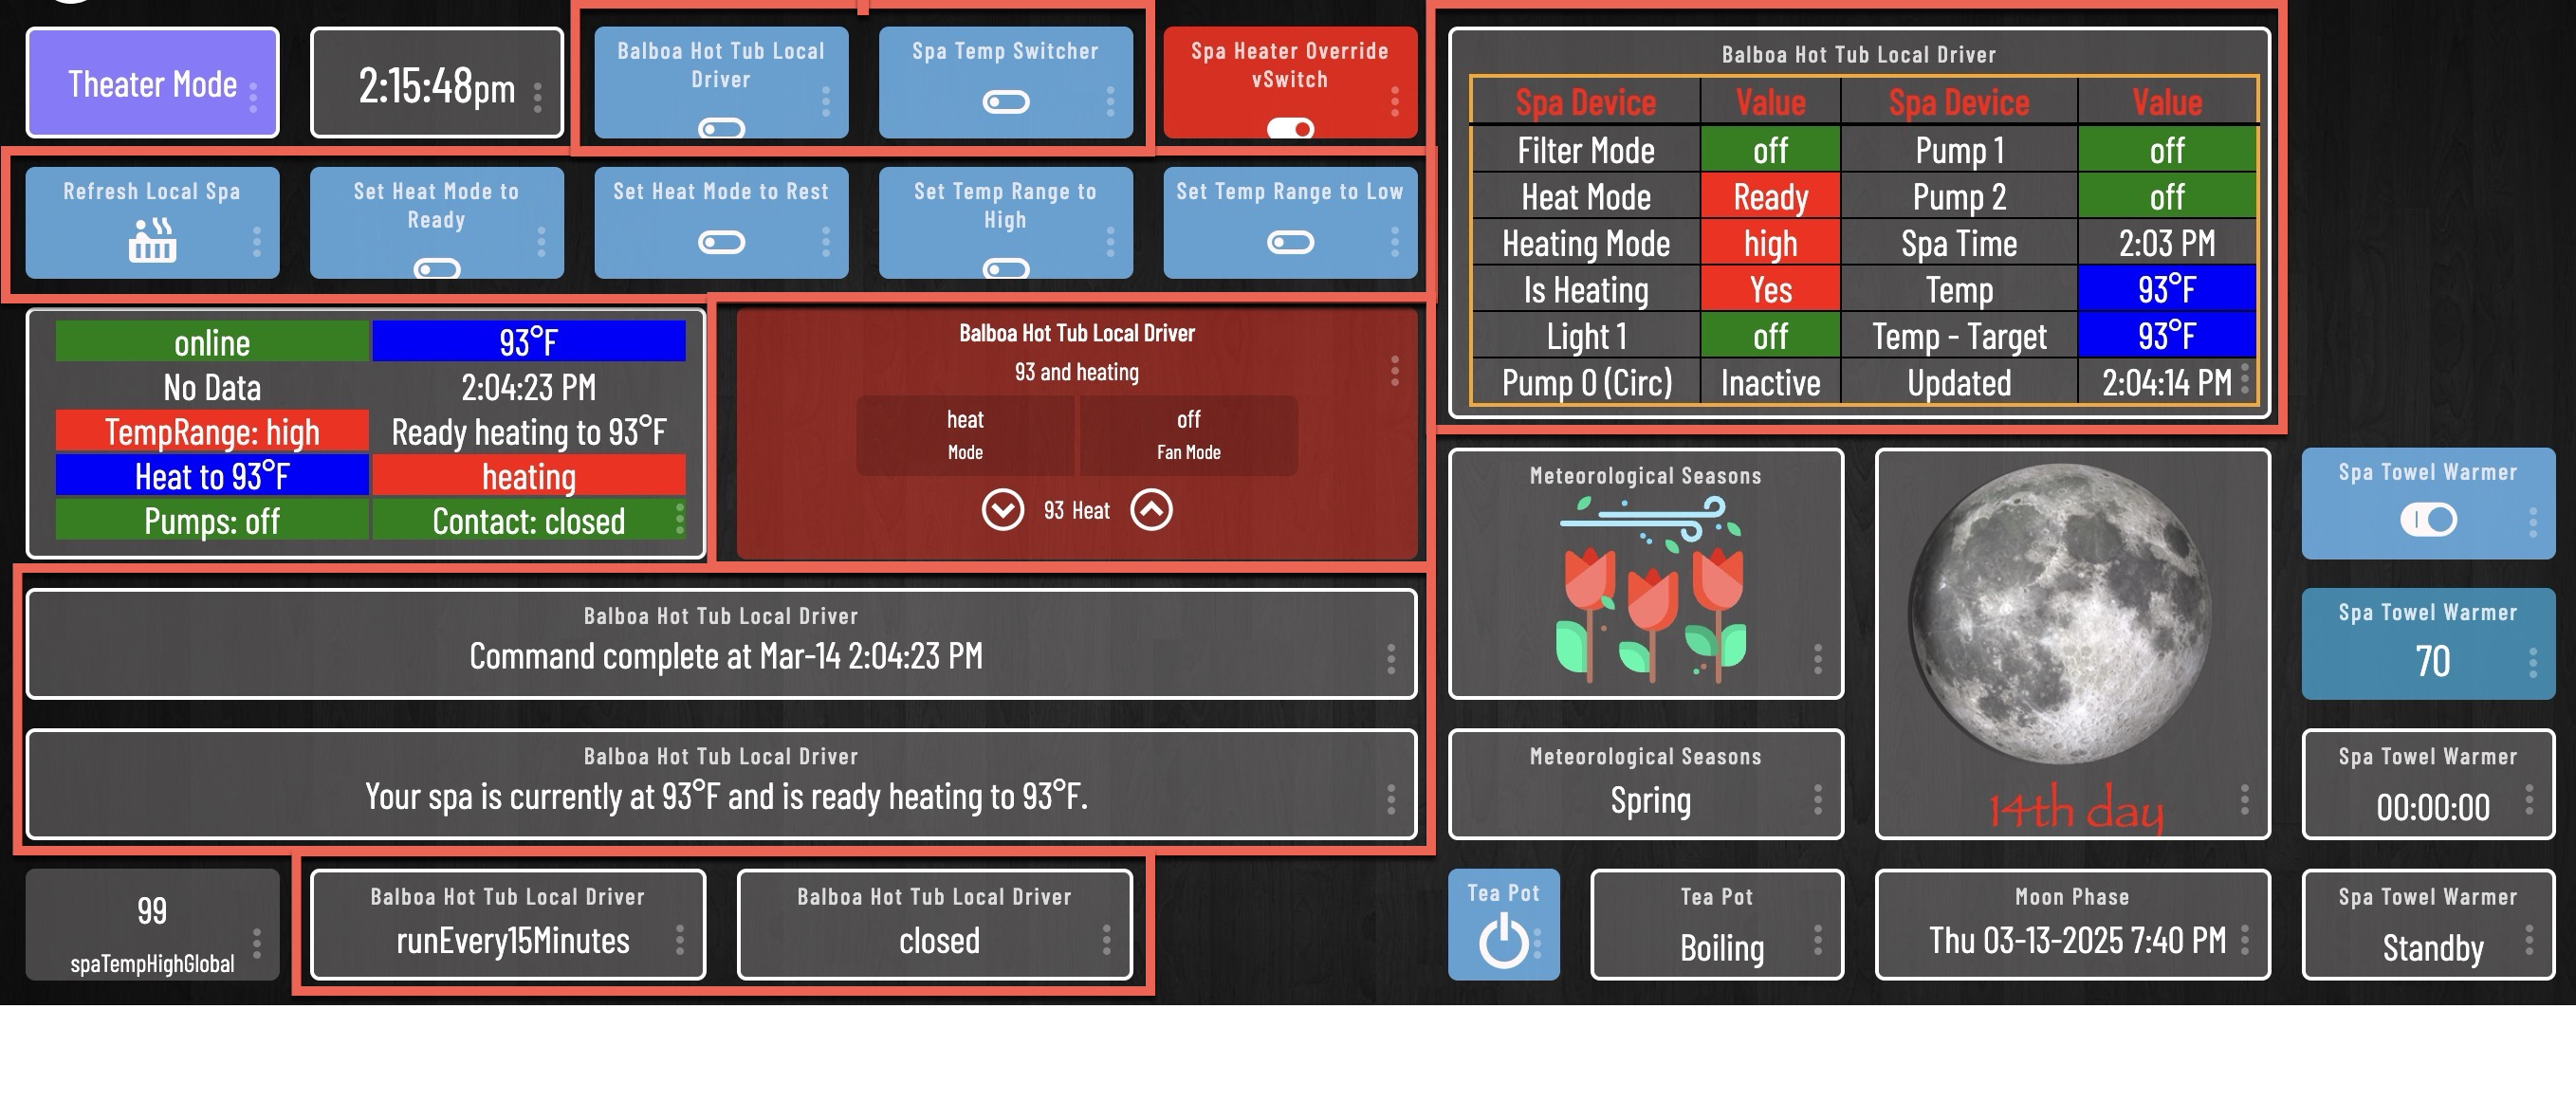 Theater Mode
2:15:48pm
Balboa Hot Tub Local
Driver
Spa Temp Switcher
Spa Heater Override
vSwitch
Refresh Local Spa
Set Heat Mode to
Ready
Set Heat Mode to Rest
Set Temp Range to
High
Set Temp Range to Low
Balboa Hot Tub Local Driver
Spa Device Value Spa Device Value
Filter Mode off Pump 1 off
Heat Mode Ready Pump 2 off
Heating Mode high Spa Time 2:03 PM
Is Heating Yes Temp 93°F
Light 1 off Temp - Target 93°F
Pump 0 (Circ) Inactive Updated 2:04:14 PM
online 93°F
No Data 2:04:23 PM
TempRange: high Ready heating to 93°F
Heat to 93°F heating
Pumps: off Contact: closed
Balboa Hot Tub Local Driver
93 and heating
heat off
Mode Fan Mode
93 Heat
Balboa Hot Tub Local Driver
Command complete at Mar-14 2:04:23 PM
Balboa Hot Tub Local Driver
Your spa is currently at 93°F and is ready heating to 93°F.
Meteorological Seasons
Meteorological Seasons
Spring
14th day
Spa Towel Warmer
Spa Towel Warmer
70
Spa Towel Warmer
00:00:00
99
spaTempHighGlobal
Balboa Hot Tub Local Driver
runEvery15Minutes
Balboa Hot Tub Local Driver
closed
Tea Pot
Tea Pot
Boiling
Moon Phase
Thu 03-13-2025 7:40 PM
Spa Towel Warmer
Standby